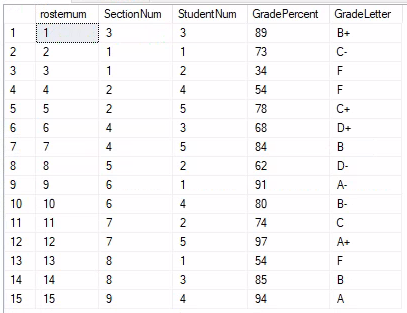 rosternum SectionNum StudentNum GradePercent GradeLetter
1 1 3 3 89 B+
2 2 1 1 73 C-
3 3 1 2 34 F
4 4 2 4 54 F
5 5 2 5 78 C+
6 6 4 3 68 D+
7 7 4 5 84 B
8 8 5 2 62 D-
9 9 6 1 91 A-
10 10 6 4 80 B-
11 11 7 2 74 C
12 12 7 5 97 A+
13 13 8 1 54 F
14 14 8 3 85 B
15 15 9 4 94 A